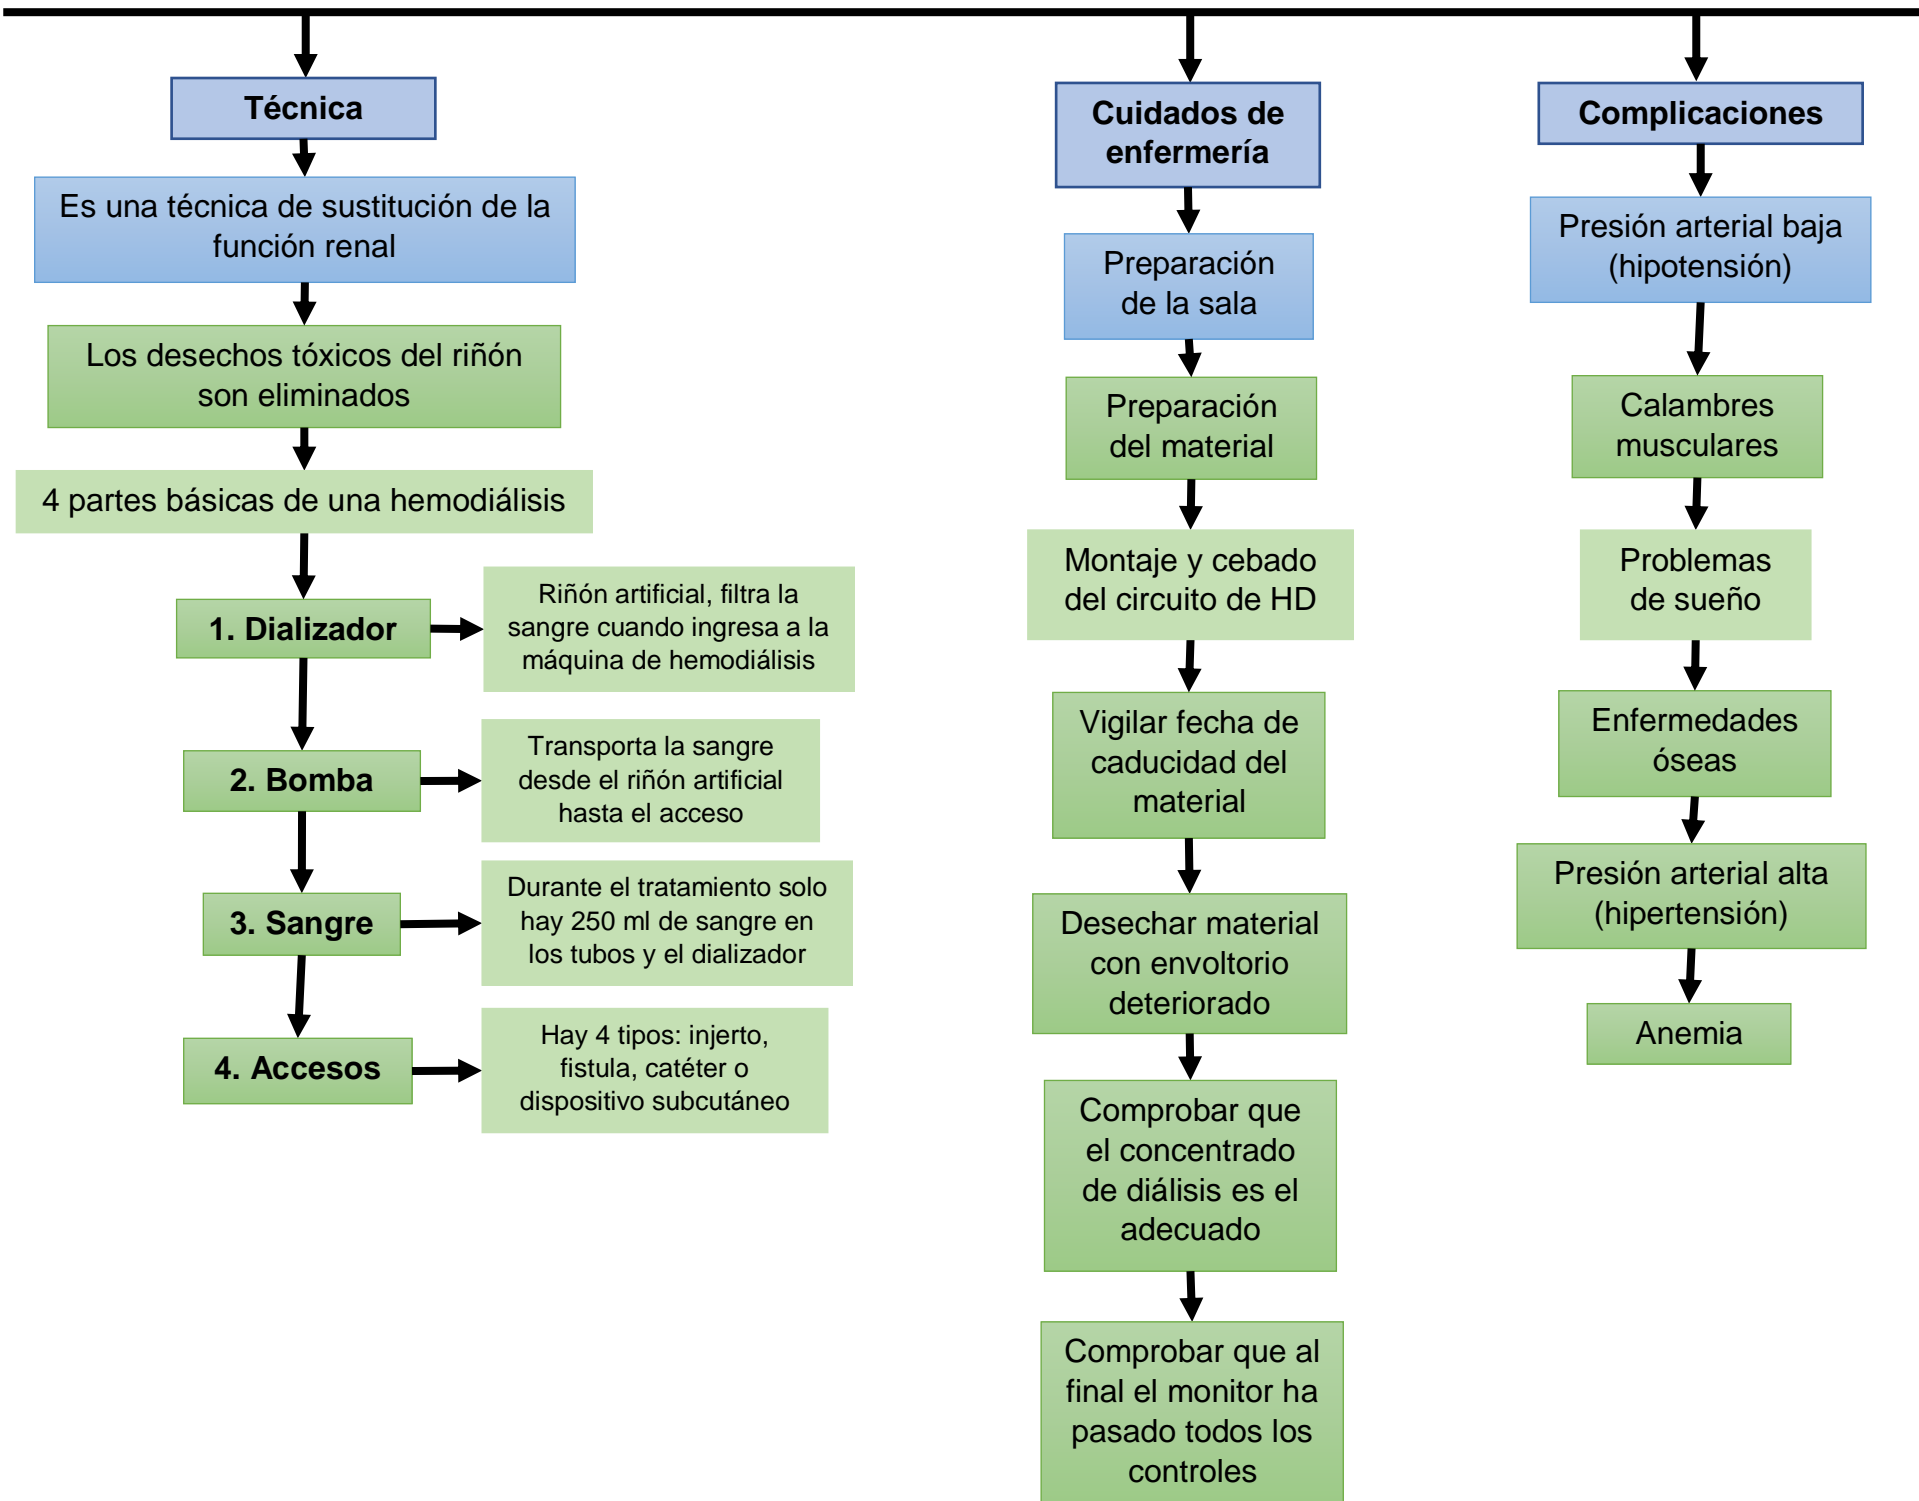 Técnica
Es una técnica de sustitución de la
función renal
Los desechos tóxicos del riñón
son eliminados
4 partes básicas de una hemodiálisis
1. Dializador
Riñón artificial, filtra la
sangre cuando ingresa a la
máquina de hemodiálisis
2. Bomba
Transporta la sangre
desde el riñón artificial
hasta el acceso
3. Sangre
Durante el tratamiento solo
hay 250 ml de sangre en
los tubos y el dializador
4. Accesos
Hay 4 tipos: injerto,
fistula, catéter o
dispositivo subcutáneo
Cuidados de
enfermería
Preparación
de la sala
Preparación
del material
Montaje y cebado
del circuito de HD
Vigilar fecha de
caducidad del
material
Desechar material
con envoltorio
deteriorado
Comprobar que
el concentrado
de diálisis es el
adecuado
Comprobar que al
final el monitor ha
pasado todos los
controles
Complicaciones
Presión arterial baja
(hipotensión)
Calambres
musculares
Problemas
de sueño
Enfermedades
óseas
Presión arterial alta
(hipertensión)
Anemia